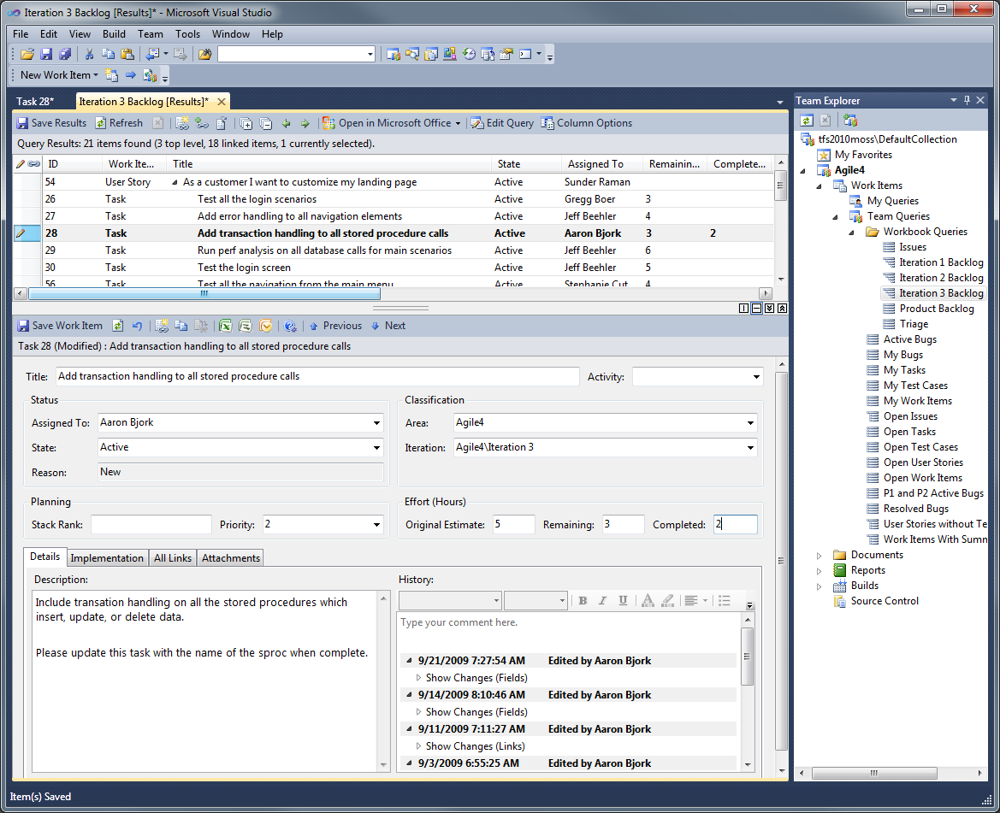 Iteration 3 Backlog [Results]* - Microsoft Visual Studio
File Edit View Build Team Tools Window Help
New Work Item
Task 28* Iteration 3 Backlog [Results]*
Save Results Refresh Open in Microsoft Office Edit Query Column Options
Query Results: 21 items found (3 top level, 18 linked items, 1 currently selected).
ID Work Ite... Title State Assigned To Remainin... Complete...
54 User Story As a customer I want to customize my landing page Active Sunder Raman
26 Task Test all the login scenarios Active Gregg Boer 3
27 Task Add error handling to all navigation elements Active Jeff Beehler 4
28 Task Add transaction handling to all stored procedure calls Active Aaron Bjork 3 2
29 Task Run perf analysis on all database calls for main scenarios Active Jeff Beehler 6
30 Task Test the login screen Active Jeff Beehler 5
56 Task Test all the navigation from the main menu Active Stephanie Cut 4
Save Work Item Previous Next
Task 28 (Modified) : Add transaction handling to all stored procedure calls
Title: Add transaction handling to all stored procedure calls Activity:
Status
Assigned To: Aaron Bjork
State: Active
Reason: New
Classification
Area: Agile4
Iteration: Agile4\Iteration 3
Planning
Stack Rank: Priority: 2
Effort (Hours)
Original Estimate: 5 Remaining: 3 Completed: 2
Details Implementation All Links Attachments
Description:
Include transation handling on all the stored procedures which
insert, update, or delete data.
Please update this task with the name of the sproc when complete.
History:
B I U A
Type your comment here.
9/21/2009 7:27:54 AM Edited by Aaron Bjork
Show Changes (Fields)
9/14/2009 8:10:46 AM Edited by Aaron Bjork
Show Changes (Fields)
9/11/2009 7:11:27 AM Edited by Aaron Bjork
Show Changes (Links)
9/3/2009 6:55:25 AM Edited by Aaron Bjork
Team Explorer
tfs2010moss\DefaultCollection
My Favorites
Agile4
Work Items
My Queries
Team Queries
Workbook Queries
Issues
Iteration 1 Backlog
Iteration 2 Backlog
Iteration 3 Backlog
Product Backlog
Triage
Active Bugs
My Bugs
My Tasks
My Test Cases
My Work Items
Open Issues
Open Tasks
Open Test Cases
Open User Stories
Open Work Items
P1 and P2 Active Bugs
Resolved Bugs
User Stories without Te
Work Items With Summ
Documents
Reports
Builds
Source Control
Item(s) Saved